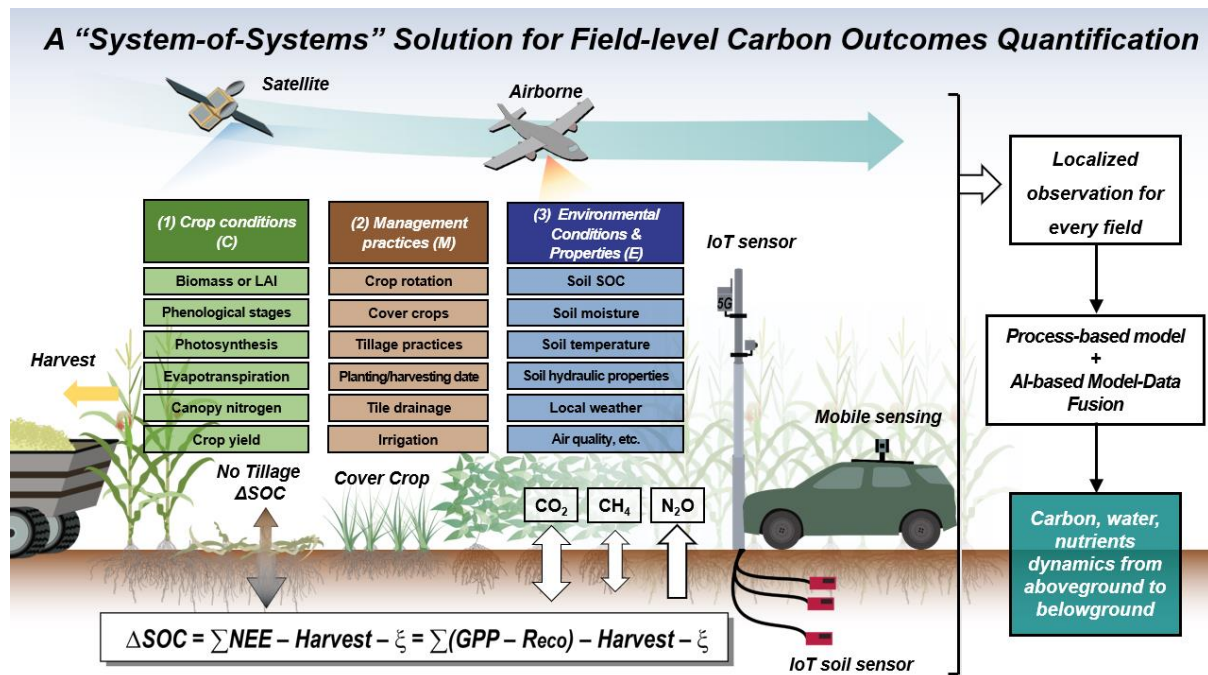 A “System-of-Systems” Solution for Field-level Carbon Outcomes Quantification
Satellite
Airborne
(1) Crop conditions
(C)
Biomass or LAI
Phenological stages
Photosynthesis
Evapotranspiration
Canopy nitrogen
Crop yield
(2) Management
practices (M)
Crop rotation
Cover crops
Tillage practices
Planting/harvesting date
Tile drainage
Irrigation
(3) Environmental
Conditions &
Properties (E)
Soil SOC
Soil moisture
Soil temperature
Soil hydraulic properties
Local weather
Air quality, etc.
IoT sensor
5G
Harvest
Mobile sensing
No Tillage
ΔSOC
Cover Crop
CO₂
CH₄
N₂O
ΔSOC = ∑NEE – Harvest - ξ = ∑(GPP – Reco) – Harvest – ξ
IoT soil sensor
Localized
observation for
every field
Process-based model
+
AI-based Model-Data
Fusion
Carbon, water,
nutrients
dynamics from
aboveground to
belowground